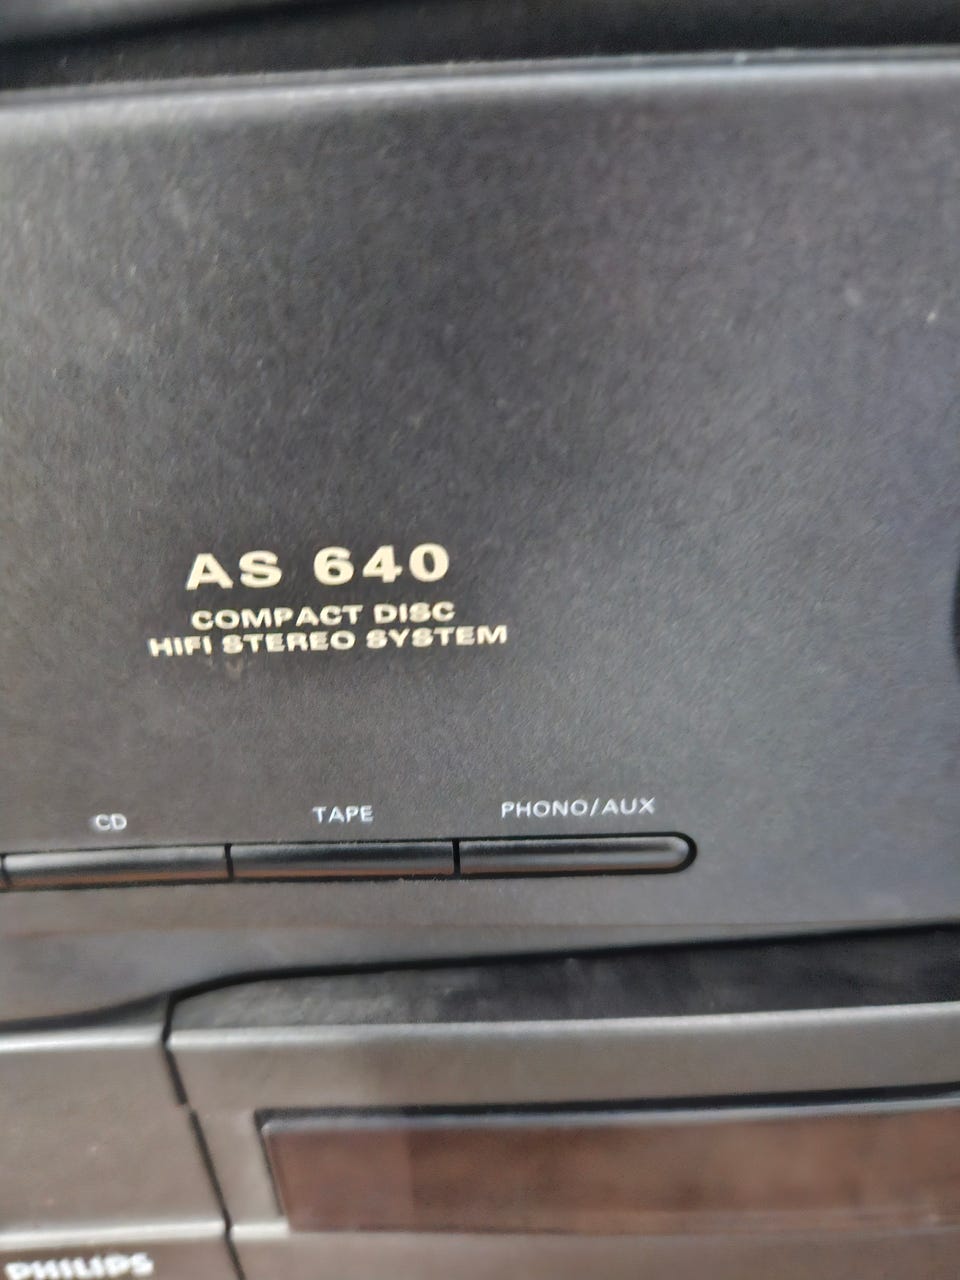 AS 640
COMPACT DISC
HIFI STEREO SYSTEM
CD TAPE PHONO/AUX
PHILIPS